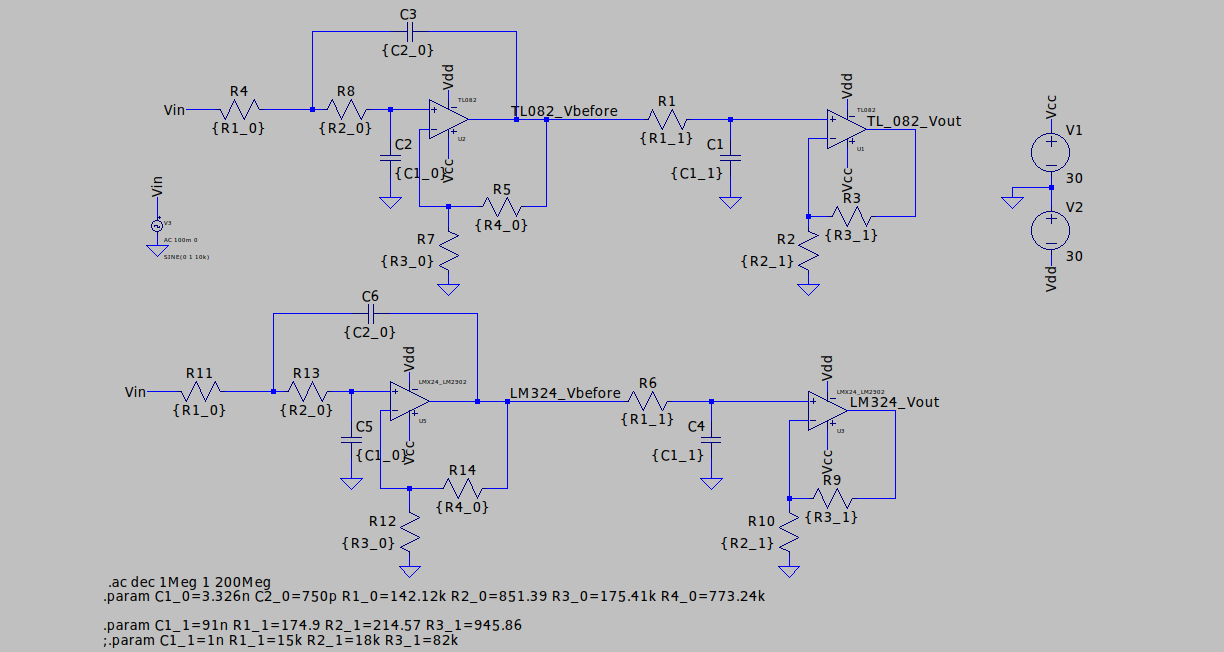 C3
{C2_0}
Vdd
R4
R8
TL082
Vin
{R1_0}
{R2_0}
U2
TL082_Vbefore
C2
{C1_0}
Vcc
R5
{R4_0}
R7
{R3_0}
R1
{R1_1}
C1
{C1_1}
Vdd
TL082
TL_082_Vout
U1
Vcc
R3
{R3_1}
R2
{R2_1}
Vcc
V1
30
V2
30
Vdd
Vin
V3
AC 100m 0
SINE(0 1 10k)
C6
{C2_0}
Vdd
R11
R13
LMX24_LM2902
Vin
{R1_0}
{R2_0}
U5
LM324_Vbefore
C5
{C1_0}
Vcc
R14
{R4_0}
R12
{R3_0}
R6
{R1_1}
C4
{C1_1}
Vdd
LMX24_LM2902
LM324_Vout
U3
Vcc
R9
{R3_1}
R10
{R2_1}
.ac dec 1Meg 1 200Meg
.param C1_0=3.326n C2_0=750p R1_0=142.12k R2_0=851.39 R3_0=175.41k R4_0=773.24k
.param C1_1=91n R1_1=174.9 R2_1=214.57 R3_1=945.86
;.param C1_1=1n R1_1=15k R2_1=18k R3_1=82k